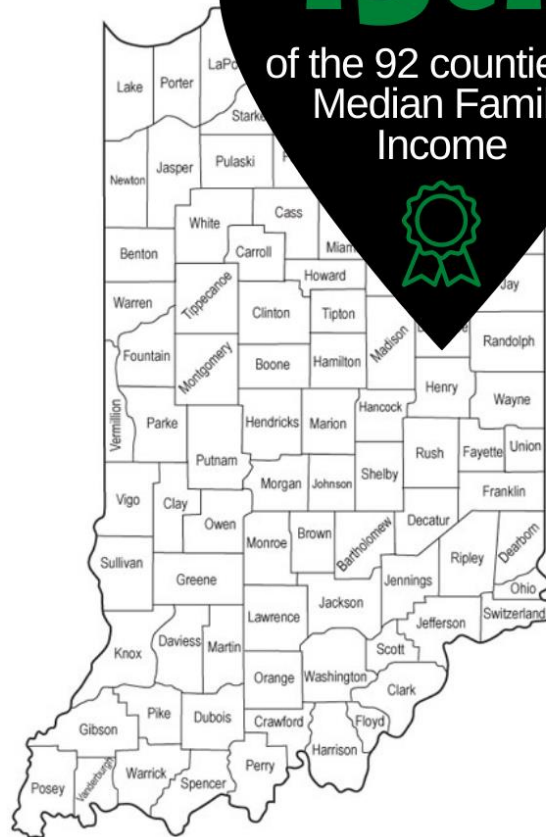 of the 92 countie
Median Fami
Income
LaPo
Lake Porter
Starke
Newton Jasper Pulaski
White Cass
Benton Carroll Miam
Howard
Jay
Warren Tippecanoe Clinton Tipton Madison
Randolph
Fountain Montgomery Boone Hamilton
Henry
Wayne
Vermillion Parke Hendricks Marion Hancock
Putnam Rush Fayette Union
Morgan Johnson Shelby
Franklin
Vigo Clay
Owen Decatur
Monroe Brown Bartholomew Dearborn
Sullivan Ripley
Greene Jennings
Ohio
Jackson
Lawrence Jefferson Switzerland
Knox Daviess Martin Scott
Orange Washington
Clark
Pike Dubois Crawford Floyd
Gibson
Harrison
Posey Vanderburgh Warrick Spencer Perry